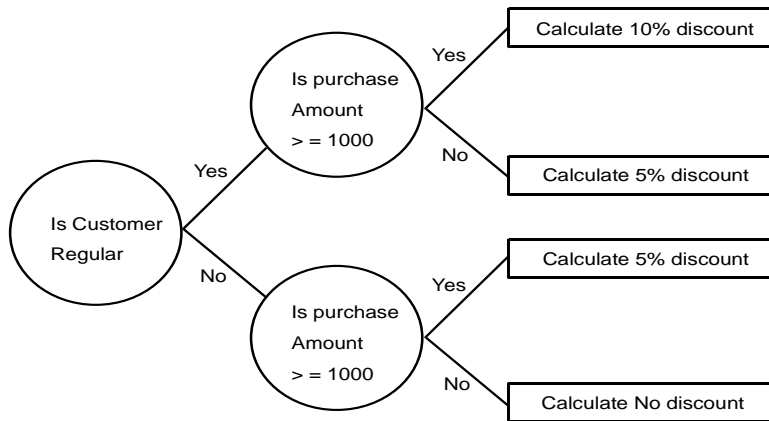 Is Customer
Regular
Yes
No
Is purchase
Amount
> = 1000
Yes
No
Calculate 10% discount
Calculate 5% discount
Is purchase
Amount
> = 1000
Yes
No
Calculate 5% discount
Calculate No discount